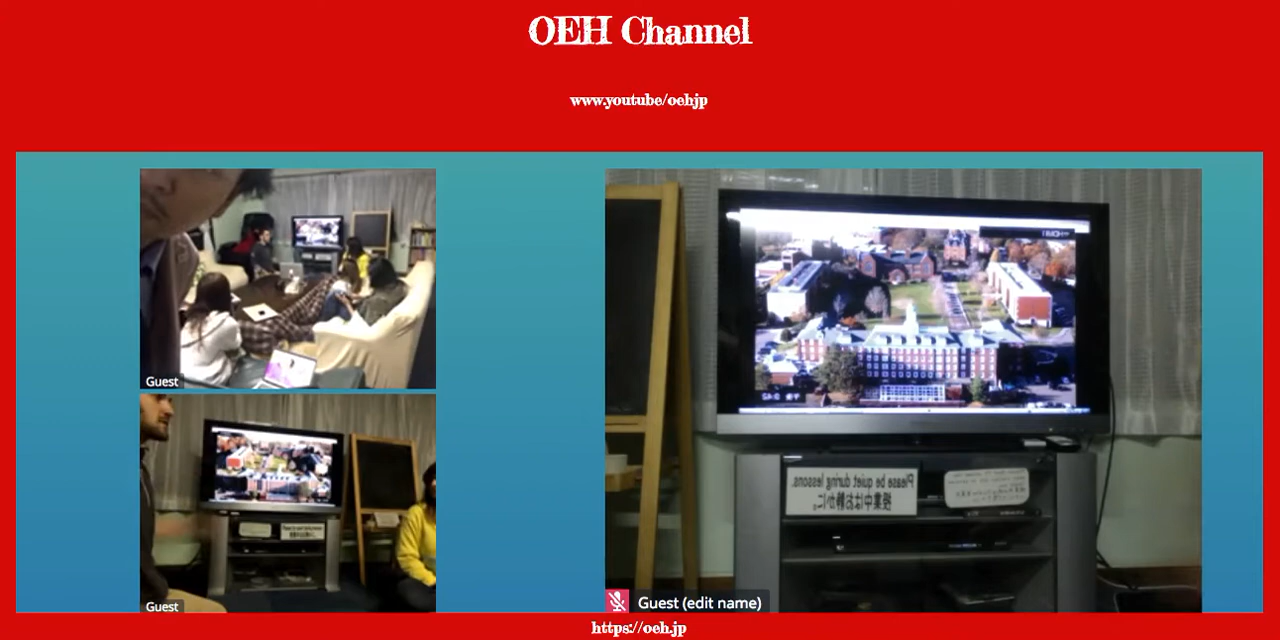 OEH Channel
www.youtube/oehjp
Guest
Guest
Please be quiet during lessons.
授業中はお静かに。
Guest (edit name)
https://oeh.jp